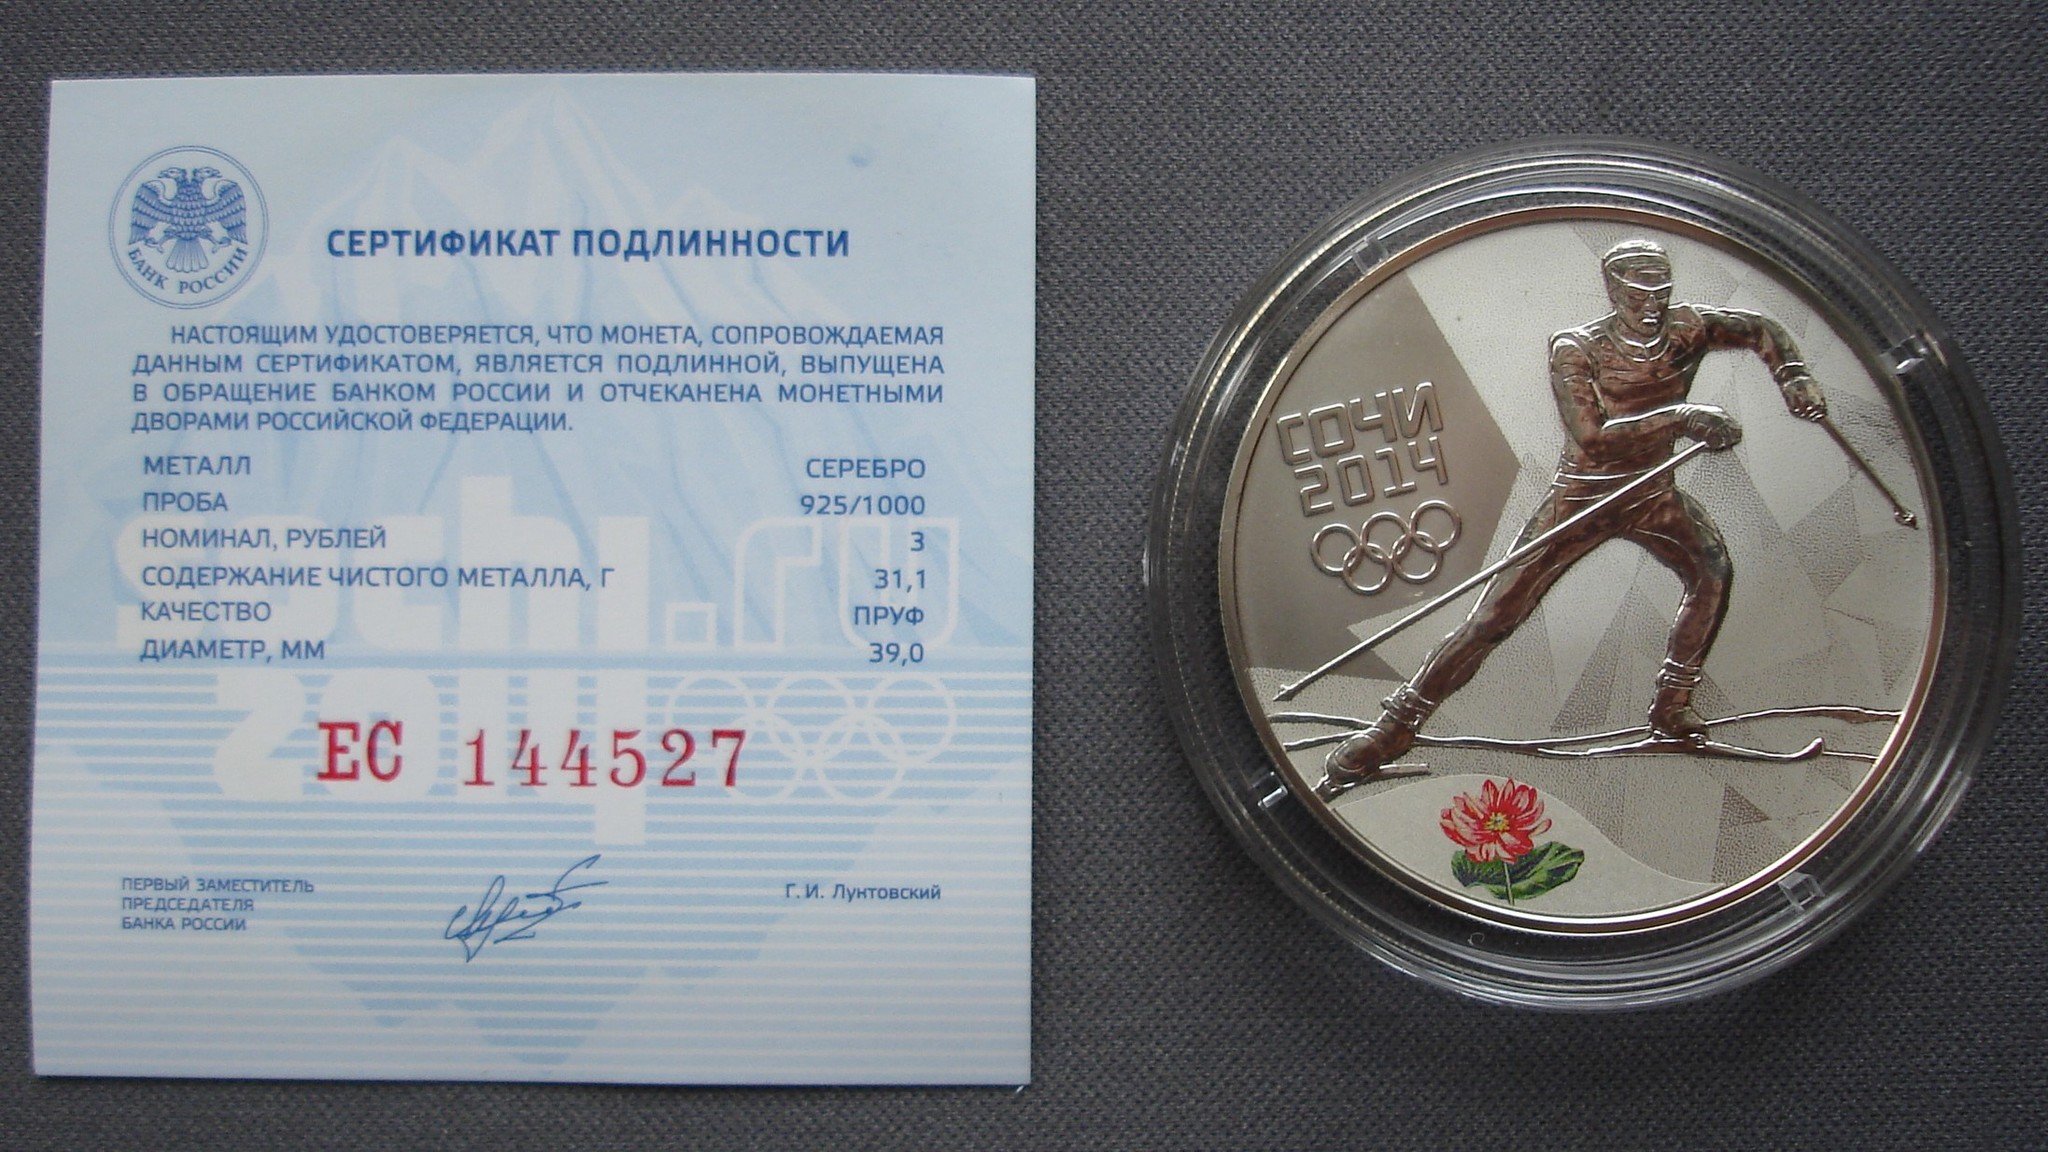 БАНК РОССИИ
СЕРТИФИКАТ ПОДЛИННОСТИ
НАСТОЯЩИМ УДОСТОВЕРЯЕТСЯ, ЧТО МОНЕТА, СОПРОВОЖДАЕМАЯ
ДАННЫМ СЕРТИФИКАТОМ, ЯВЛЯЕТСЯ ПОДЛИННОЙ, ВЫПУЩЕНА
В ОБРАЩЕНИЕ БАНКОМ РОССИИ И ОТЧЕКАНЕНА МОНЕТНЫМИ
ДВОРАМИ РОССИЙСКОЙ ФЕДЕРАЦИИ.
МЕТАЛЛ СЕРЕБРО
ПРОБА 925/1000
НОМИНАЛ, РУБЛЕЙ 3
СОДЕРЖАНИЕ ЧИСТОГО МЕТАЛЛА, Г 31,1
КАЧЕСТВО ПРУФ
ДИАМЕТР, ММ 39,0
sochi.ru
2014
ЕС 144527
ПЕРВЫЙ ЗАМЕСТИТЕЛЬ
ПРЕДСЕДАТЕЛЯ
БАНКА РОССИИ
Г. И. Лунтовский
СОЧИ
2014